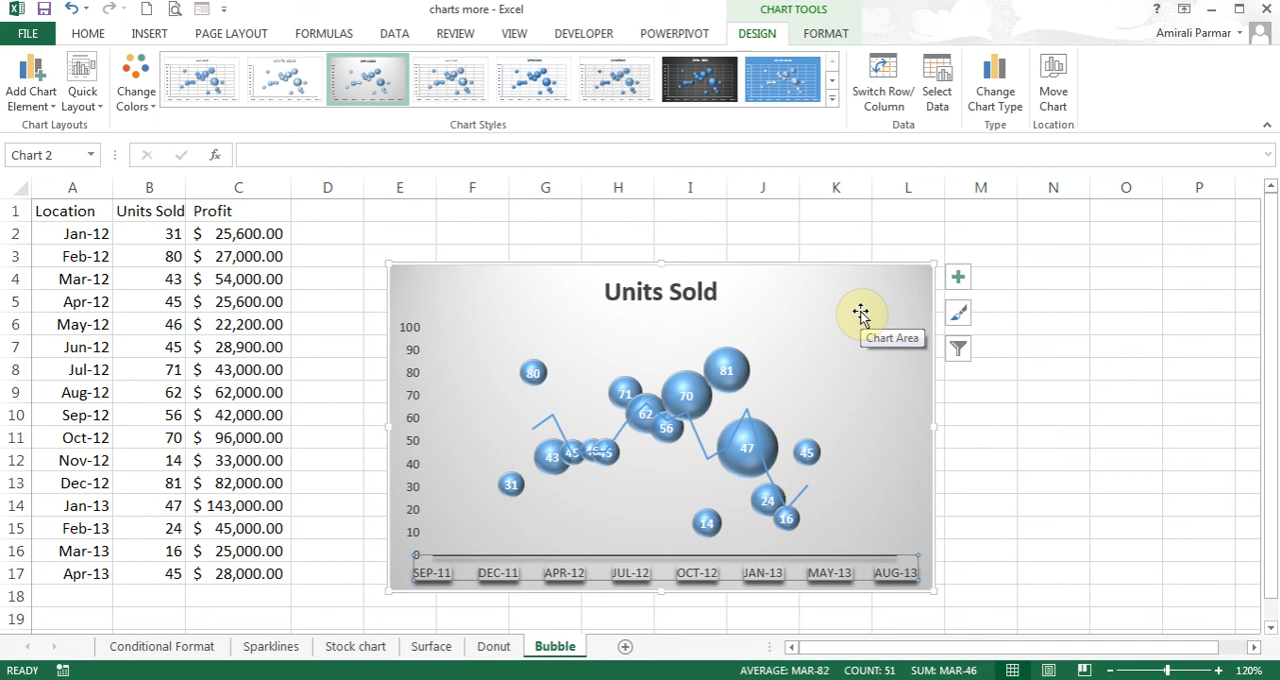 charts more - Excel
CHART TOOLS
FILE HOME INSERT PAGE LAYOUT FORMULAS DATA REVIEW VIEW DEVELOPER POWERPIVOT DESIGN FORMAT Amirali Parmar
Add Chart Element
Quick Layout
Change Colors
Switch Row/ Column
Select Data
Change Chart Type
Move Chart
Chart Layouts Chart Styles Data Type Location
Chart 2 fx
A B C D E F G H I J K L M N O P
1 Location Units Sold Profit
2 Jan-12 31 $ 25,600.00
3 Feb-12 80 $ 27,000.00
4 Mar-12 43 $ 54,000.00
5 Apr-12 45 $ 25,600.00
6 May-12 46 $ 22,200.00
7 Jun-12 45 $ 28,900.00
8 Jul-12 71 $ 43,000.00
9 Aug-12 62 $ 62,000.00
10 Sep-12 56 $ 42,000.00
11 Oct-12 70 $ 96,000.00
12 Nov-12 14 $ 33,000.00
13 Dec-12 81 $ 82,000.00
14 Jan-13 47 $ 143,000.00
15 Feb-13 24 $ 45,000.00
16 Mar-13 16 $ 25,000.00
17 Apr-13 45 $ 28,000.00
18
19
Units Sold
Chart Area
100
90
80
70
60
50
40
30
20
10
0
31 80 43 45 45 71 62 56 70 14 81 47 24 16 45
SEP-11 DEC-11 APR-12 JUL-12 OCT-12 JAN-13 MAY-13 AUG-13
Conditional Format Sparklines Stock chart Surface Donut Bubble
READY AVERAGE: MAR-82 COUNT: 51 SUM: MAR-46 120%